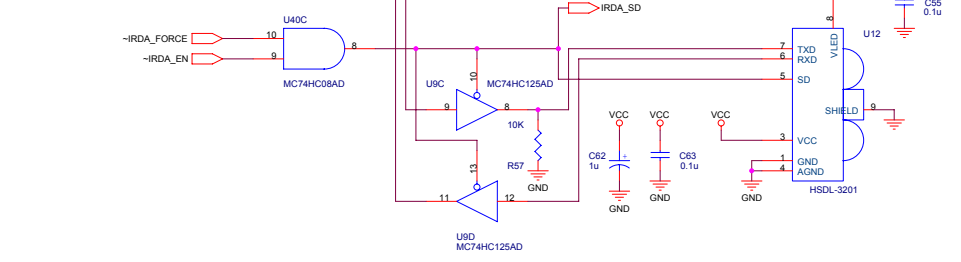 C55
0.1u
IRDA_SD
8
U40C
U12
~IRDA_FORCE
10
8
7
TXD
VLED
~IRDA_EN
9
6
RXD
10
5
SD
MC74HC08AD
U9C
MC74HC125AD
9
8
SHIELD
9
10K
VCC
VCC
VCC
3
VCC
R57
C62
1u
+
C63
0.1u
1
GND
13
4
AGND
GND
HSDL-3201
11
12
GND
GND
GND
U9D
MC74HC125AD